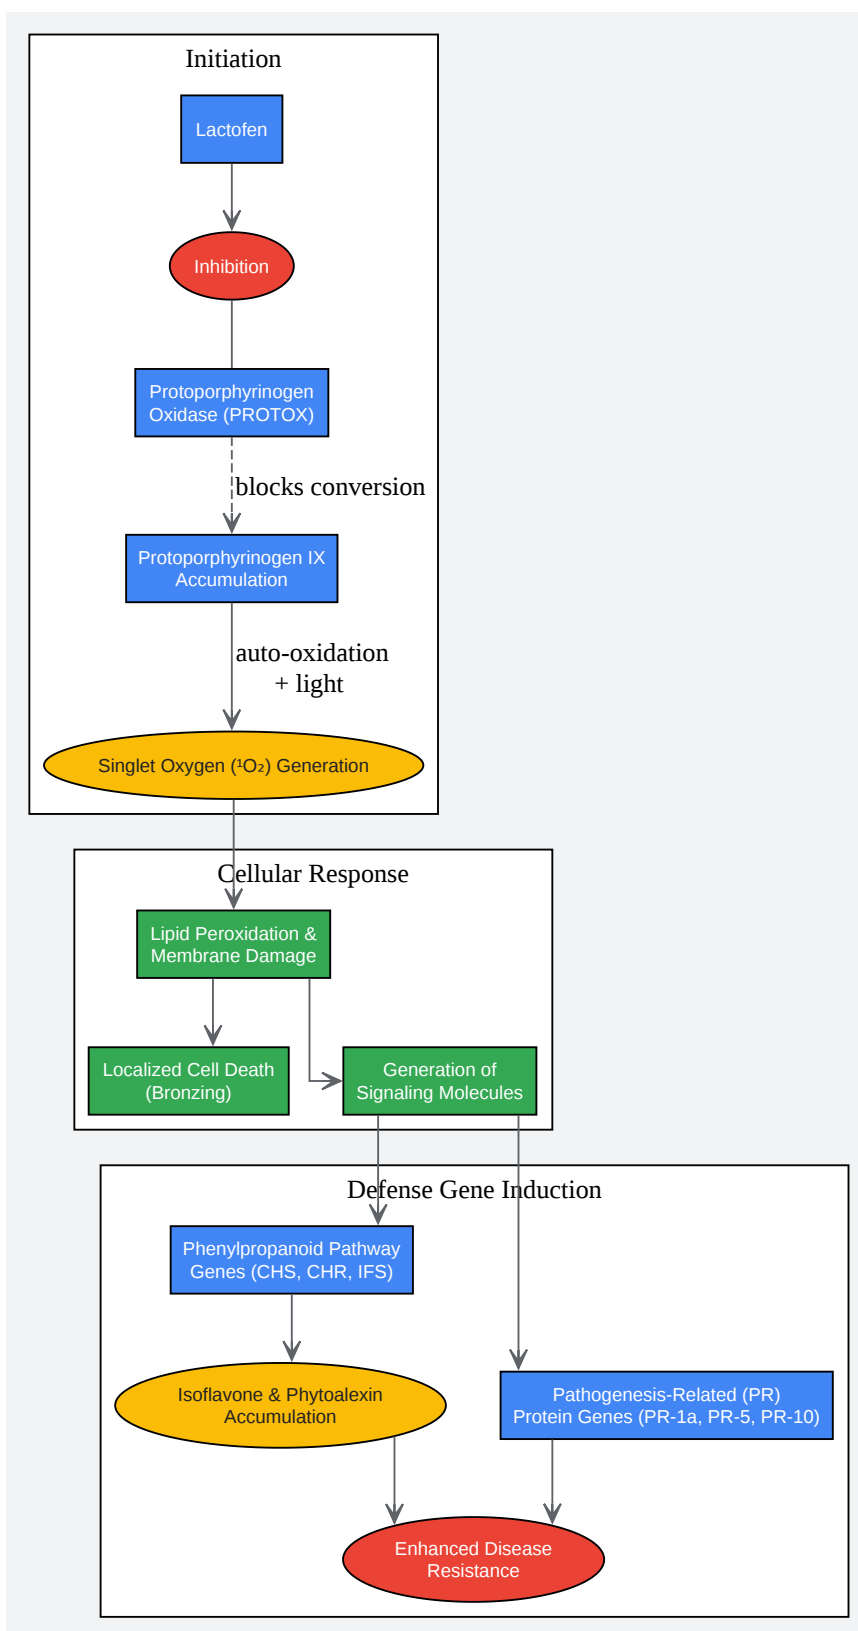 Initiation
Lactofen
Inhibition
Protoporphyrinogen
Oxidase (PROTOX)
blocks conversion
Protoporphyrinogen IX
Accumulation
auto-oxidation
+ light
Singlet Oxygen (¹O₂) Generation
Cellular Response
Lipid Peroxidation &
Membrane Damage
Localized Cell Death
(Bronzing)
Generation of
Signaling Molecules
Defense Gene Induction
Phenylpropanoid Pathway
Genes (CHS, CHR, IFS)
Isoflavone & Phytoalexin
Accumulation
Pathogenesis-Related (PR)
Protein Genes (PR-1a, PR-5, PR-10)
Enhanced Disease
Resistance